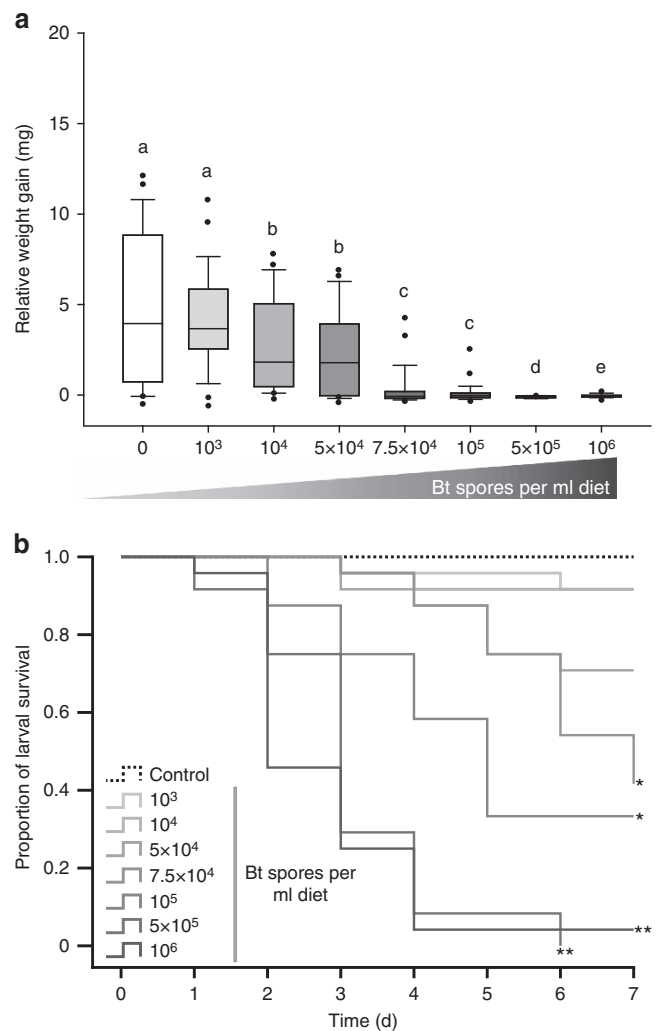 a
20
15
10
5
0
Relative weight gain (mg)
a
a
b
b
c
c
d
e
0 10³ 10⁴ 5×10⁴ 7.5×10⁴ 10⁵ 5×10⁵ 10⁶
Bt spores per ml diet
b
1.0
0.8
0.6
0.4
0.2
0
Proportion of larval survival
Control
10³
10⁴
5×10⁴
7.5×10⁴
10⁵
5×10⁵
10⁶
Bt spores per
ml diet
*
*
**
**
0 1 2 3 4 5 6 7
Time (d)